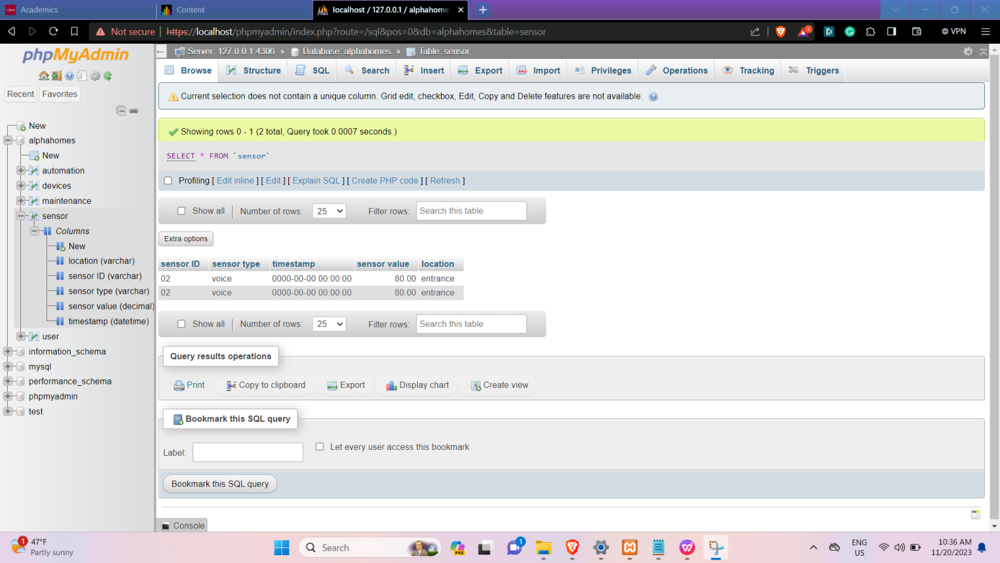 Academics
Content
localhost / 127.0.0.1 / alphahome
Not secure
https://localhost/phpmyadmin/index.php?route=/sql&pos=0&db=alphahomes&table=sensor
1
VPN
phpMyAdmin
Recent
Favorites
New
alphahomes
New
automation
devices
maintenance
sensor
Columns
New
location (varchar)
sensor ID (varchar)
sensor type (varchar)
sensor value (decimal)
timestamp (datetime)
user
information_schema
mysql
performance_schema
phpmyadmin
test
Server: 127.0.0.1:4306 » Database: alphahomes » Table: sensor
Browse Structure SQL Search Insert Export Import Privileges Operations Tracking Triggers
Current selection does not contain a unique column. Grid edit, checkbox, Edit, Copy and Delete features are not available.
Showing rows 0 - 1 (2 total, Query took 0.0007 seconds.)
SELECT * FROM `sensor`
Profiling [ Edit inline ] [ Edit ] [ Explain SQL ] [ Create PHP code ] [ Refresh ]
Show all Number of rows: 25 Filter rows: Search this table
Extra options
sensor ID sensor type timestamp sensor value location
02 voice 0000-00-00 00:00:00 80.00 entrance
02 voice 0000-00-00 00:00:00 80.00 entrance
Show all Number of rows: 25 Filter rows: Search this table
Query results operations
Print Copy to clipboard Export Display chart Create view
Bookmark this SQL query
Label:
Let every user access this bookmark
Bookmark this SQL query
Console
1
47°F
Partly sunny
Search
PRE
1
ENG
US
10:36 AM
11/20/2023